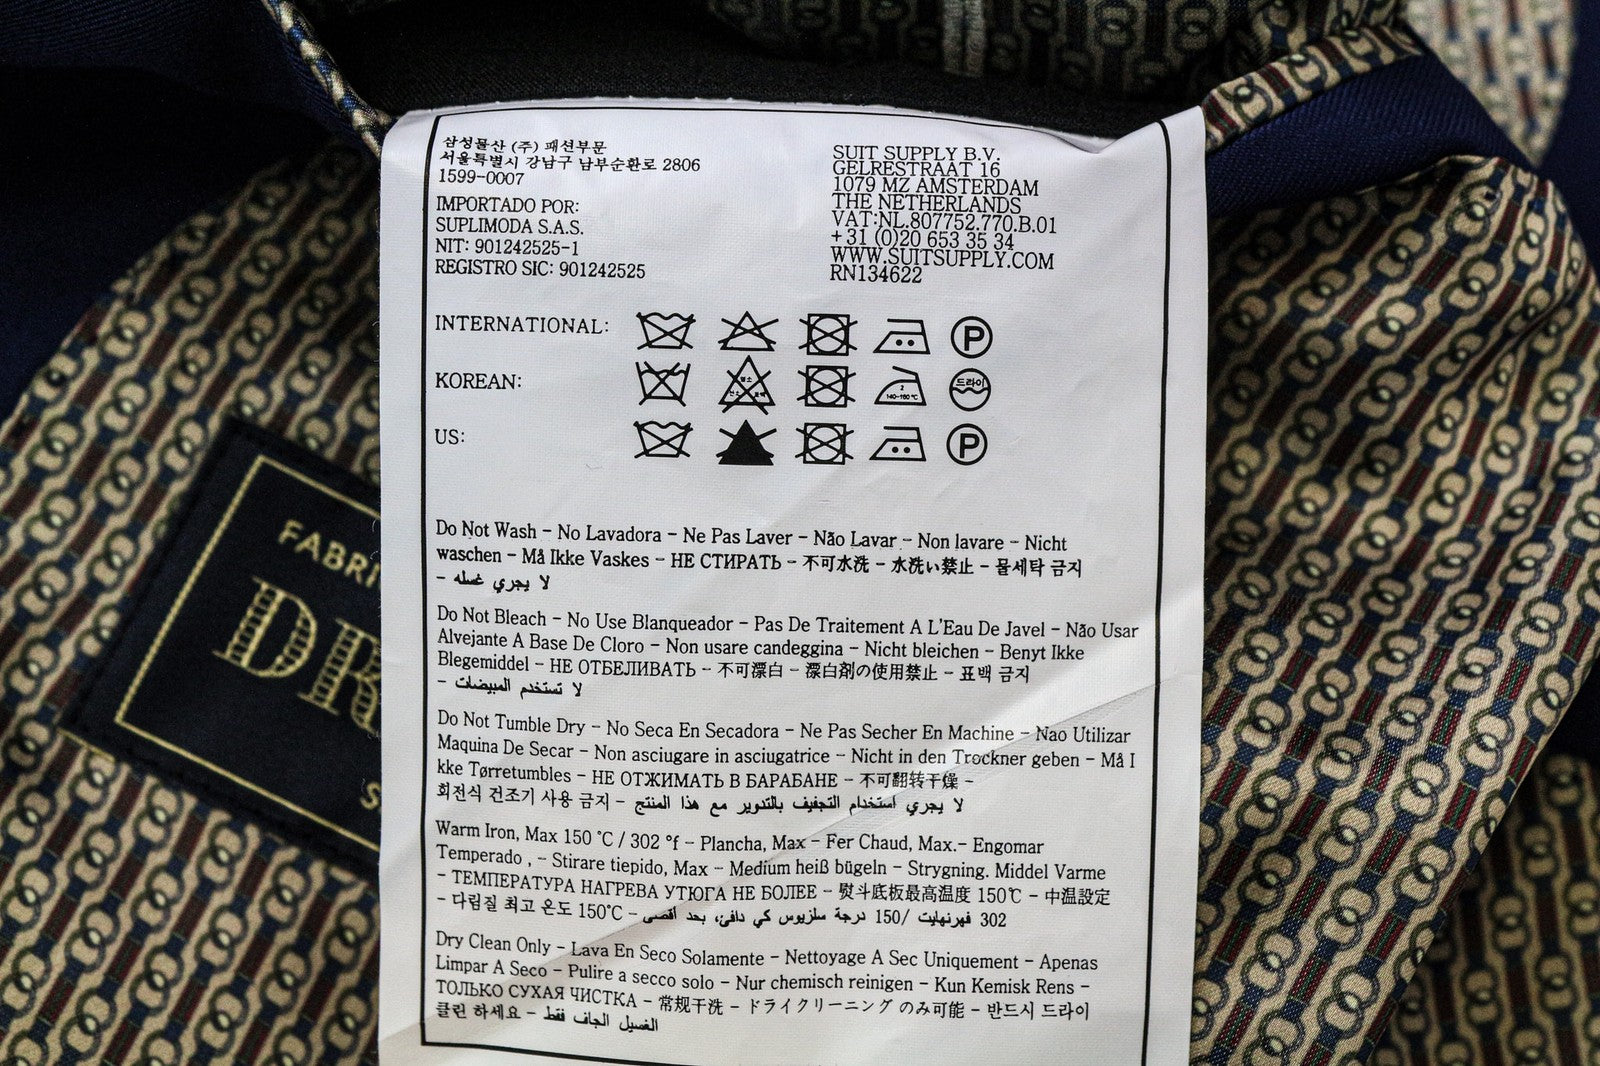 삼성물산 (주) 패션부문
서울특별시 강남구 남부순환로 2806
1599-0007
IMPORTADO POR:
SUPLIMODA S.A.S.
NIT: 901242525-1
REGISTRO SIC: 901242525
SUIT SUPPLY B.V.
GELRESTRAAT 16
1079 MZ AMSTERDAM
THE NETHERLANDS
VAT:NL.807752.770.B.01
+31 (0)20 653 35 34
WWW.SUITSUPPLY.COM
RN134622
INTERNATIONAL:
P
KOREAN:
2
140-160 ℃
드라이
US:
P
Do Not Wash - No Lavadora - Ne Pas Laver - Não Lavar - Non lavare - Nicht
waschen - Må Ikke Vaskes - НЕ СТИРАТЬ - 不可水洗 - 水洗い禁止 - 물세탁 금지
- لا يجري غسله
Do Not Bleach - No Use Blanqueador - Pas De Traitement A L'Eau De Javel - Não Usar
Alvejante A Base De Cloro - Non usare candeggina - Nicht bleichen - Benyt Ikke
Blegemiddel - НЕ ОТБЕЛИВАТЬ - 不可漂白 - 漂白剤の使用禁止 - 표백 금지
- لا تستخدم المبيضات
Do Not Tumble Dry - No Seca En Secadora - Ne Pas Secher En Machine - Nao Utilizar
Maquina De Secar - Non asciugare in asciugatrice - Nicht in den Trockner geben - Må I
kke Tørretumbles - НЕ ОТЖИМАТЬ В БАРАБАНЕ - 不可翻转干燥 -
회전식 건조기 사용 금지 - لا يجري استخدام التجفيف بالتدوير مع هذا المنتج
Warm Iron, Max 150 °C / 302 °f - Plancha, Max - Fer Chaud, Max.- Engomar
Temperado , - Stirare tiepido, Max - Medium heiß bügeln - Strygning. Middel Varme
- ТЕМПЕРАТУРА НАГРЕВА УТЮГА НЕ БОЛЕЕ - 熨斗底板最高温度 150℃ - 中温設定
- 다림질 최고 온도 150℃ - 302 فهرنهايت /150 درجة سلزيوس كي دافئ، بحد أقصى
Dry Clean Only - Lava En Seco Solamente - Nettoyage A Sec Uniquement - Apenas
Limpar A Seco - Pulire a secco solo - Nur chemisch reinigen - Kun Kemisk Rens -
ТОЛЬКО СУХАЯ ЧИСТКА - 常规干洗 - ドライクリーニング のみ可能 - 반드시 드라이
클린 하세요 - الغسيل الجاف فقط
FABRI
DR
S